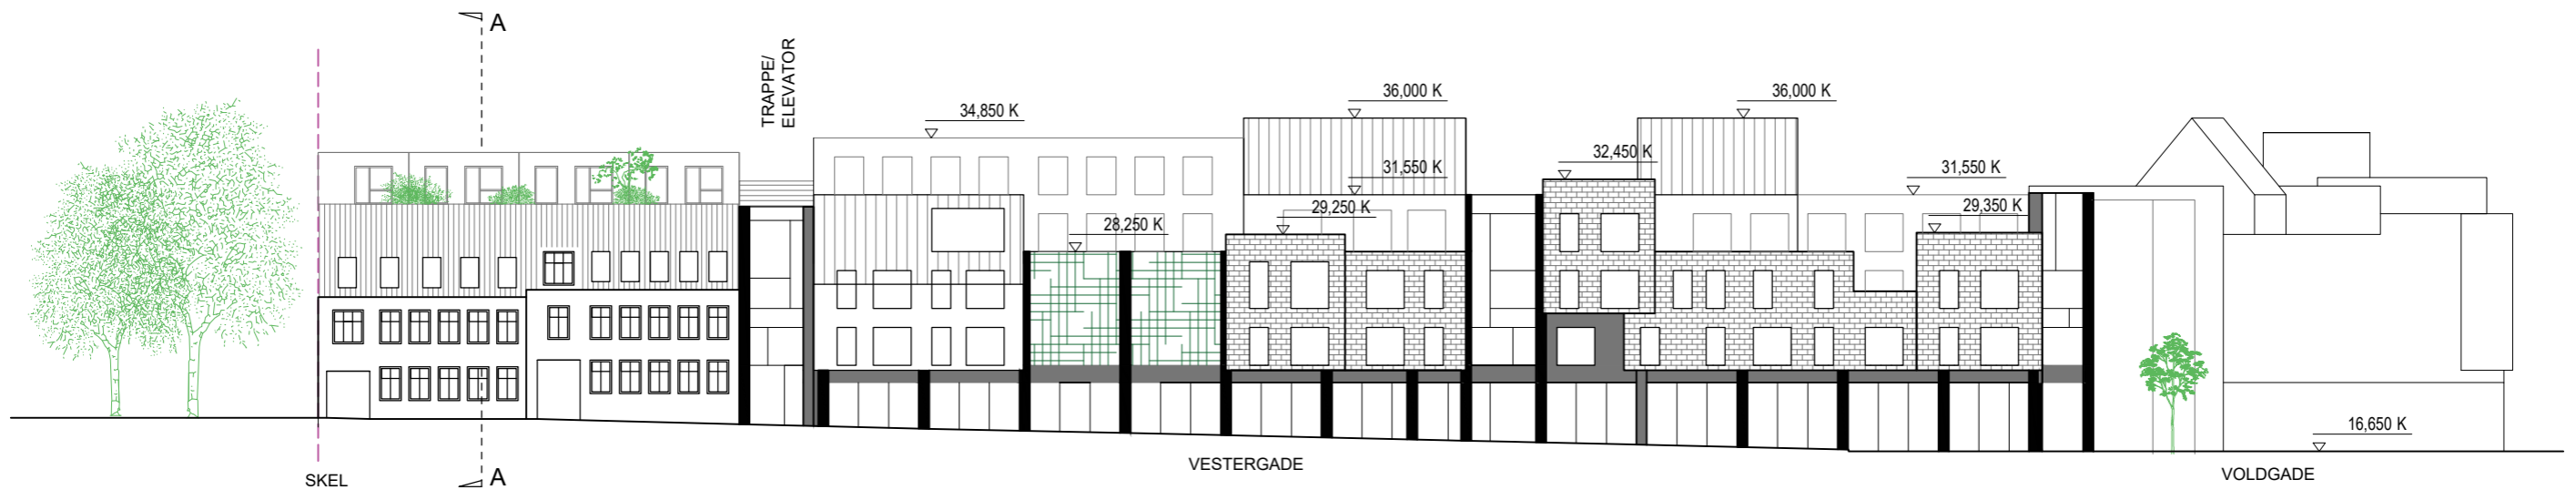 A
TRAPPE/
ELEVATOR
34,850 K
36,000 K
36,000 K
32,450 K
31,550 K
31,550 K
28,250 K
29,250 K
29,350 K
16,650 K
SKEL
A
VESTERGADE
VOLDGADE